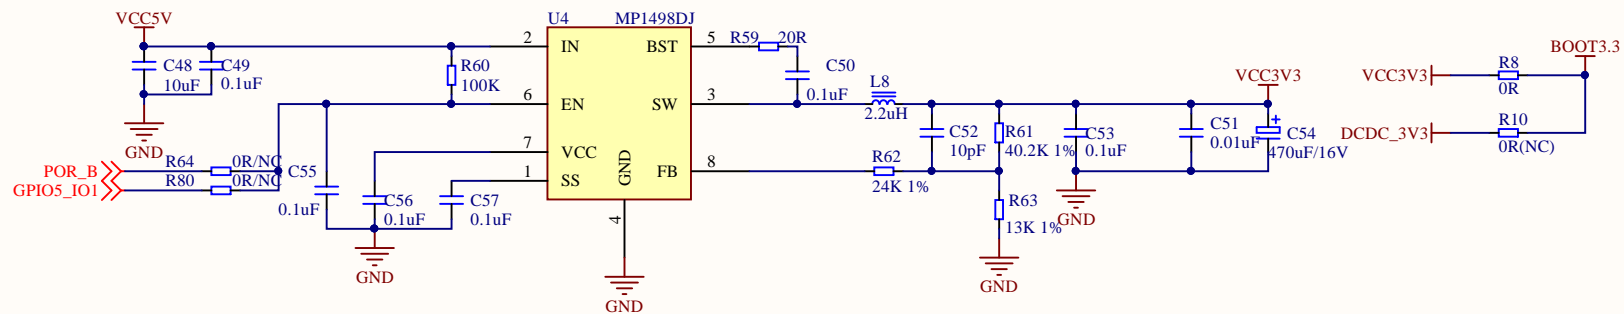 VCC5V
U4
MP1498DJ
2
IN
BST
5
R59
20R
C48
10uF
C49
0.1uF
R60
100K
C50
0.1uF
6
EN
SW
3
L8
2.2uH
VCC3V3
VCC3V3
R8
0R
BOOT3.3
DCDC_3V3
R10
0R(NC)
C52
10pF
R61
40.2K 1%
C53
0.1uF
C51
0.01uF
+
C54
470uF/16V
GND
7
VCC
1
SS
GND
FB
8
4
R62
24K 1%
POR_B
GPIO5_IO1
R64
0R/NC
R80
0R/NC
C55
0.1uF
C56
0.1uF
C57
0.1uF
R63
13K 1%
GND
GND
GND
GND